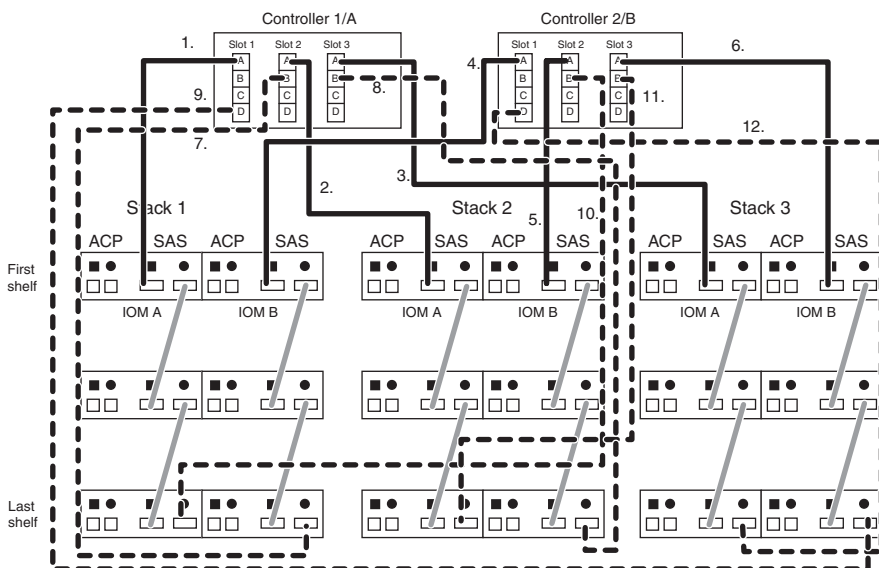 Controller 1/A
Controller 2/B
1.
Slot 1
Slot 2
Slot 3
4.
Slot 1
Slot 2
Slot 3
6.
A
A
A
A
A
A
B
B
B
8.
B
B
B
9.
C
C
C
C
C
C
11.
D
D
D
D
D
D
7.
12.
2.
3.
5.
10.
Stack 1
Stack 2
Stack 3
ACP
SAS
ACP
SAS
ACP
SAS
ACP
SAS
ACP
SAS
ACP
SAS
First
shelf
IOM A
IOM B
IOM A
IOM B
IOM A
IOM B
Last
shelf